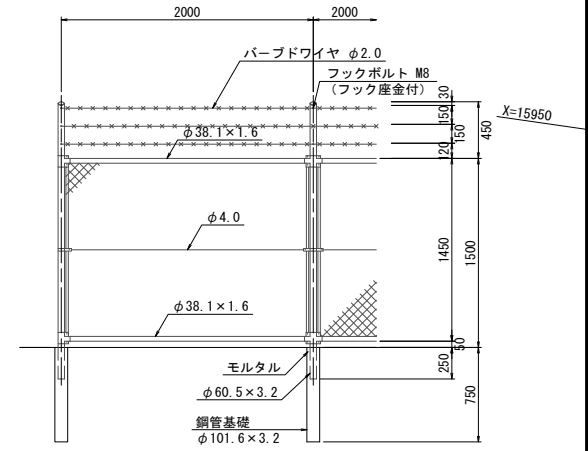 2000
2000
バーブドワイヤ φ2.0
フックボルト M8
(フック座金付)
30
150
150
120
450
X=15950
φ38.1×1.6
φ4.0
1450
1500
φ38.1×1.6
50
モルタル
250
φ60.5×3.2
750
鋼管基礎
φ101.6×3.2